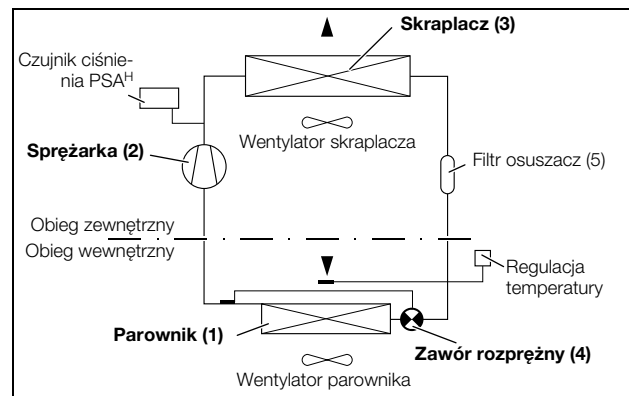 Skraplacz (3)
Czujnik ciśnie-
nia PSAᴴ
Wentylator skraplacza
Sprężarka (2)
Filtr osuszacz (5)
Obieg zewnętrzny
Obieg wewnętrzny
Regulacja
temperatury
Parownik (1)
Zawór rozprężny (4)
Wentylator parownika